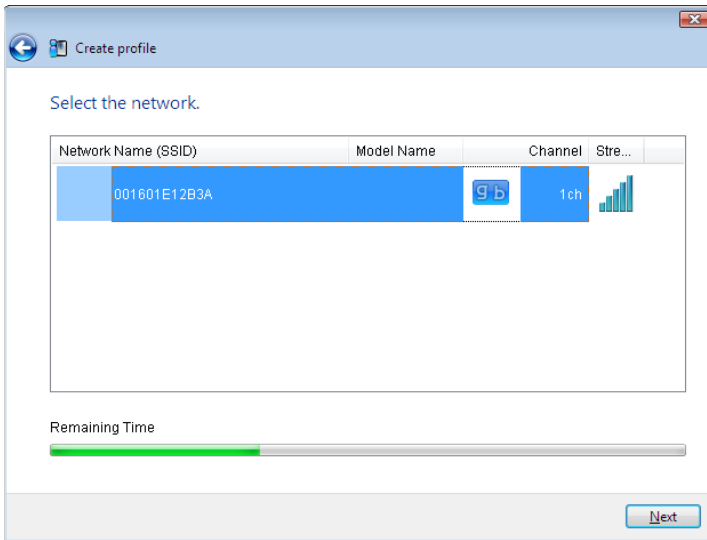 Create profile
Select the network.
Network Name (SSID) Model Name Channel Stre...
001601E12B3A g b 1ch
Remaining Time
Next